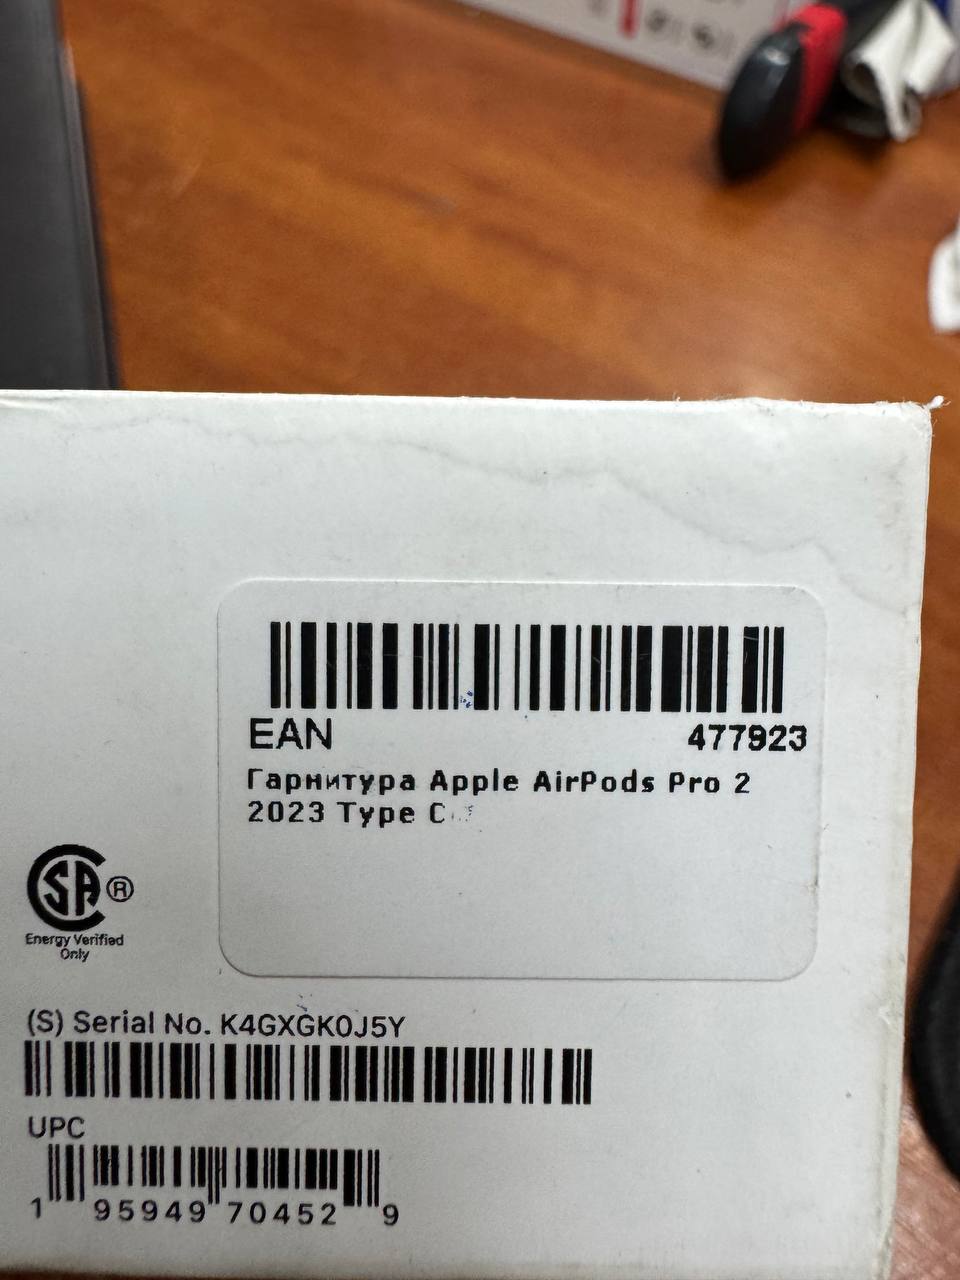 EAN 477923
Гарнитура Apple AirPods Pro 2
2023 Type C
SA ®
Energy Verified
Only
(S) Serial No. K4GXGK0J5Y
UPC
1 95949 70452 9